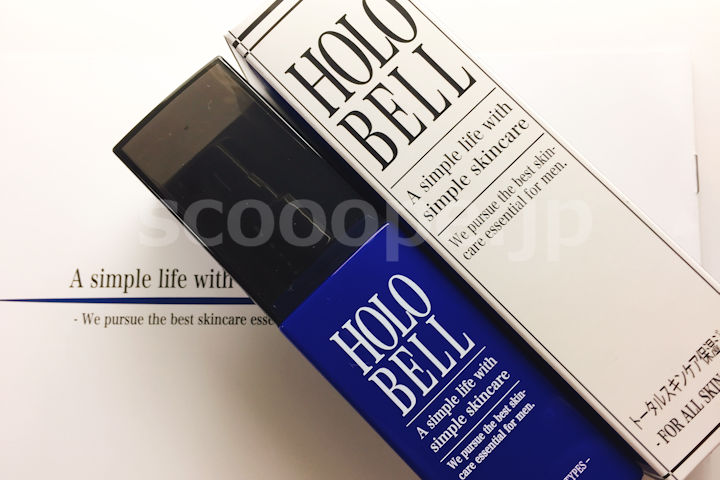 HOLO
BELL
A simple life with
simple skincare
We pursue the best skin-
care essential for men.
トータルスキンケア保湿
- FOR ALL SKIN
A simple life with
- We pursue the best skincare esse
HOLO
BELL
A simple life with
simple skincare
We pursue the best skin-
care essential for men.
TYPES -